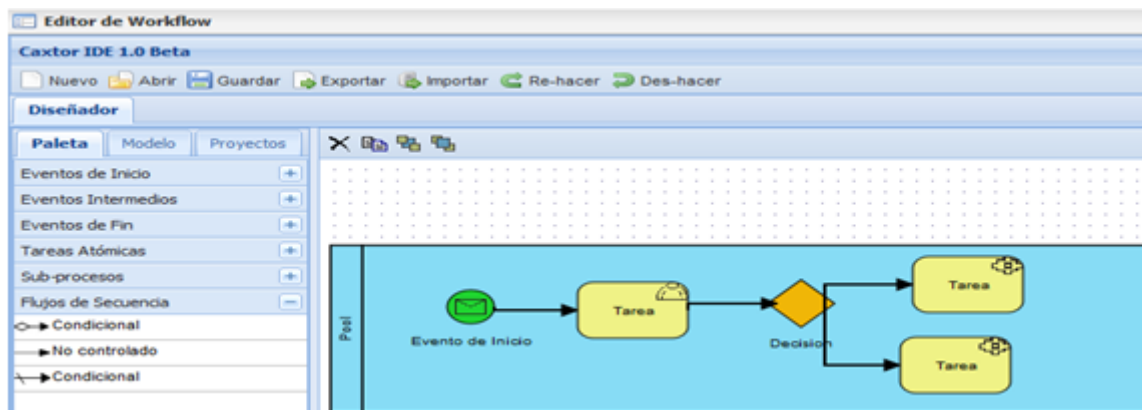 Editor de Workflow
Caxtor IDE 1.0 Beta
Nuevo Abrir Guardar Exportar Importar Re-hacer Des-hacer
Diseñador
Paleta Modelo Proyectos
Eventos de Inicio
Eventos Intermedios
Eventos de Fin
Tareas Atómicas
Sub-procesos
Flujos de Secuencia
Condicional
No controlado
Condicional
Pool
Evento de Inicio
Tarea
Decision
Tarea
Tarea